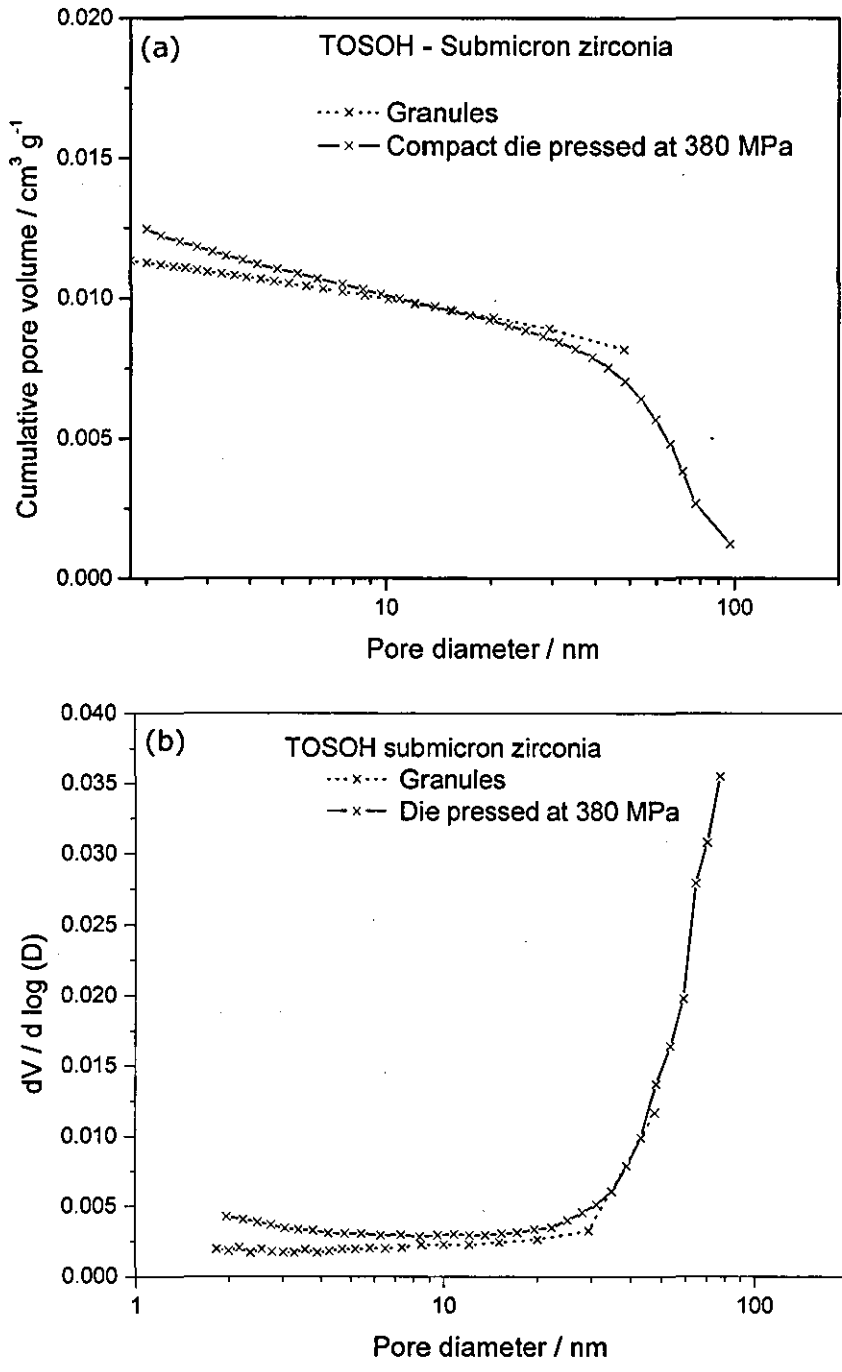 (a)
TOSOH - Submicron zirconia
Granules
Compact die pressed at 380 MPa
0.020
0.015
0.010
0.005
0.000
Cumulative pore volume / cm³ g⁻¹
10
100
Pore diameter / nm
(b)
TOSOH submicron zirconia
Granules
Die pressed at 380 MPa
0.040
0.035
0.030
0.025
0.020
0.015
0.010
0.005
0.000
dV / d log (D)
1
10
100
Pore diameter / nm